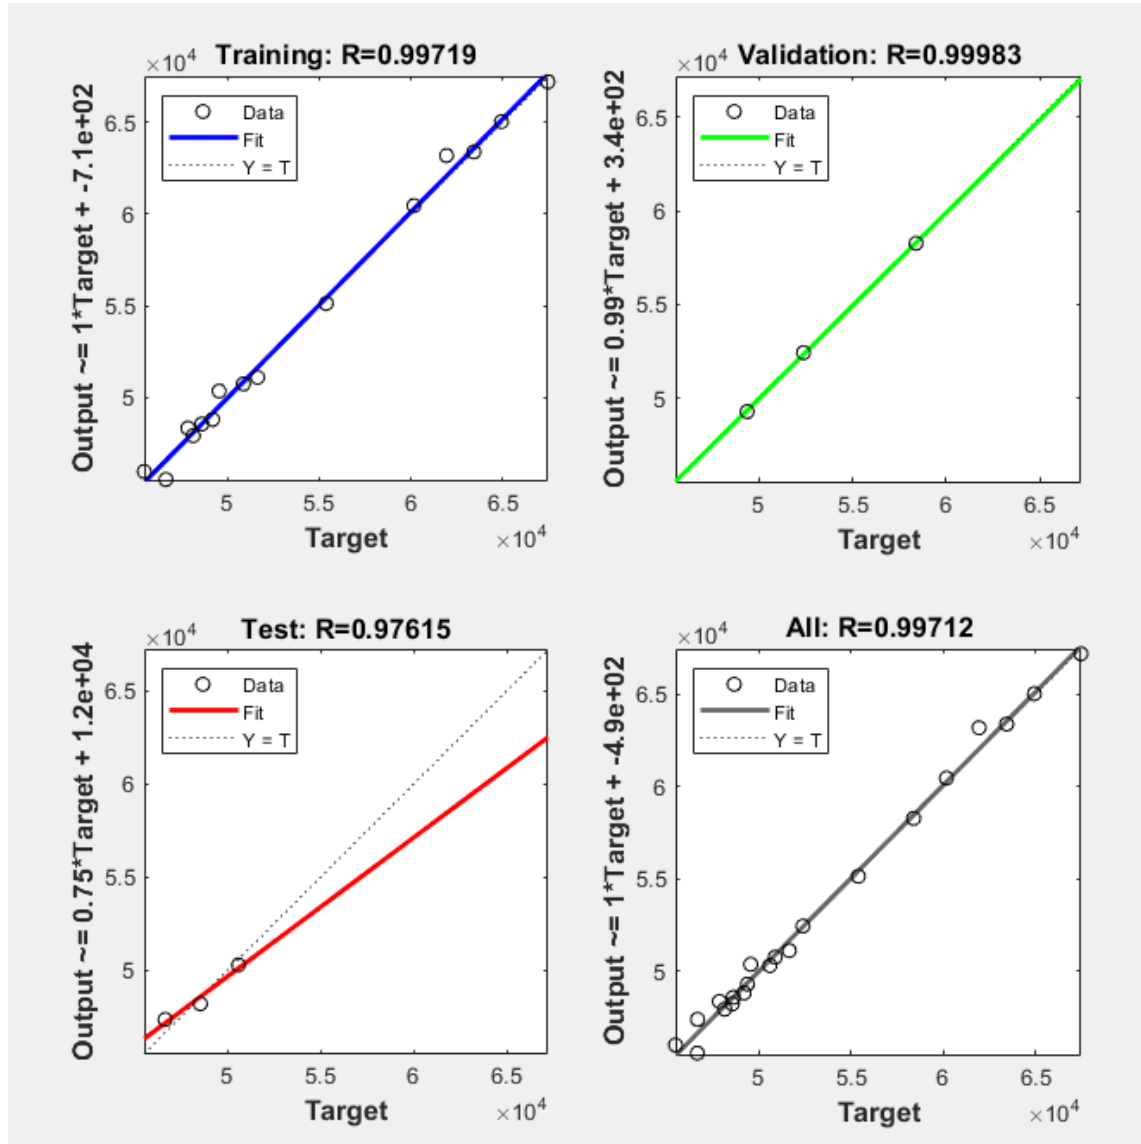 Training: R=0.99719
×10⁴
Output ~= 1*Target + -7.1e+02
Data
Fit
Y = T
6.5
6
5.5
5
5 5.5 6 6.5
Target
×10⁴
Validation: R=0.99983
×10⁴
Output ~= 0.99*Target + 3.4e+02
Data
Fit
Y = T
6.5
6
5.5
5
5 5.5 6 6.5
Target
×10⁴
Test: R=0.97615
×10⁴
Output ~= 0.75*Target + 1.2e+04
Data
Fit
Y = T
6.5
6
5.5
5
5 5.5 6 6.5
Target
×10⁴
All: R=0.99712
×10⁴
Output ~= 1*Target + -4.9e+02
Data
Fit
Y = T
6.5
6
5.5
5
5 5.5 6 6.5
Target
×10⁴